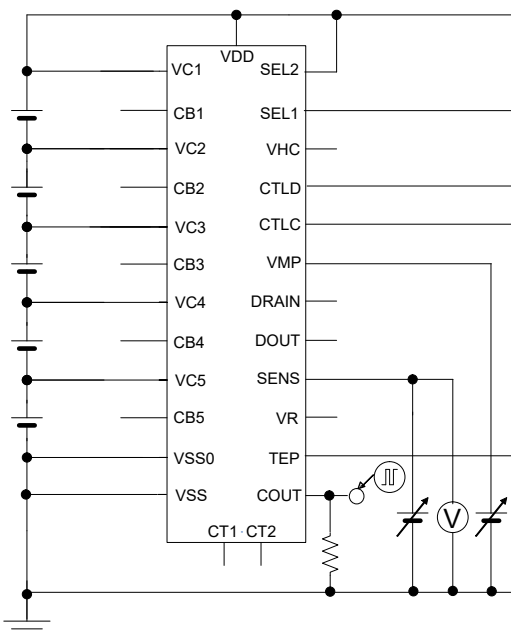 VDD
VC1 SEL2
CB1 SEL1
VC2 VHC
CB2 CTLD
VC3 CTLC
CB3 VMP
VC4 DRAIN
CB4 DOUT
VC5 SENS
CB5 VR
VSS0 TEP
VSS COUT
CT1 CT2
V